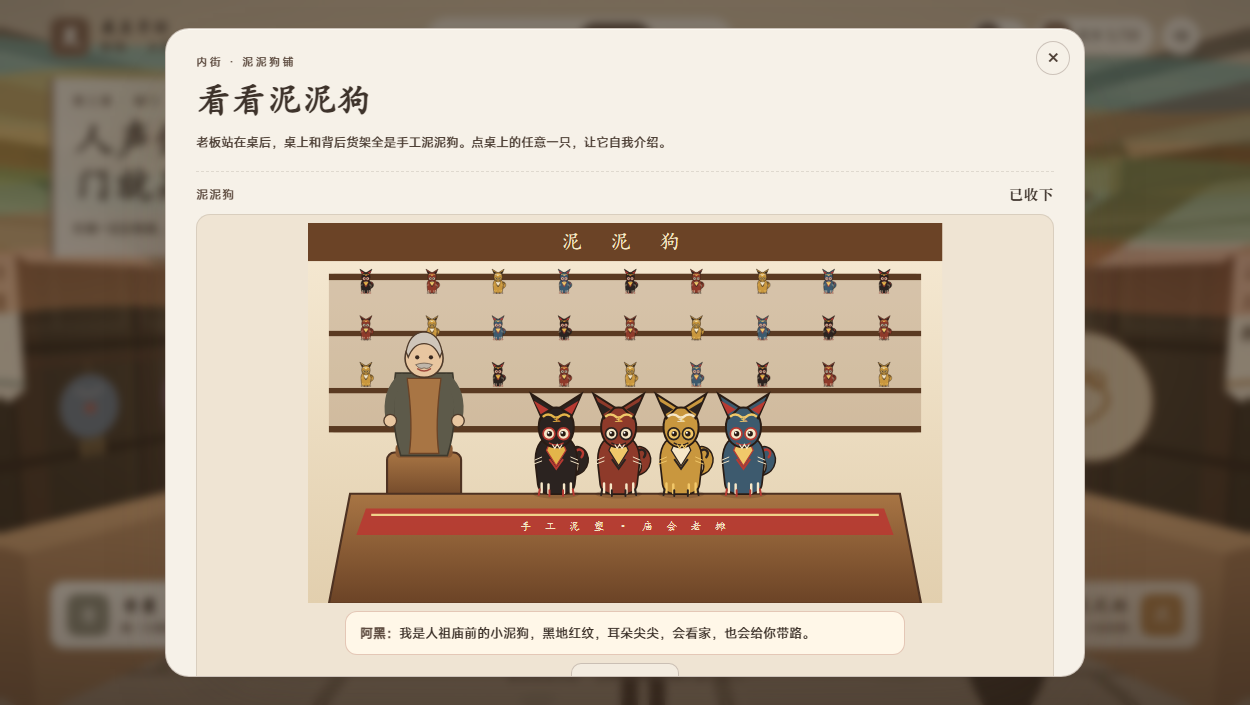 内街 · 泥泥狗铺
看看泥泥狗
老板站在桌后，桌上和背后货架全是手工泥泥狗。点桌上的任意一只，让它自我介绍。
泥泥狗
已收下
泥泥狗
手工泥塑·庙会老摊
阿黑：我是人祖庙前的小泥狗，黑地红纹，耳朵尖尖，会看家，也会给你带路。